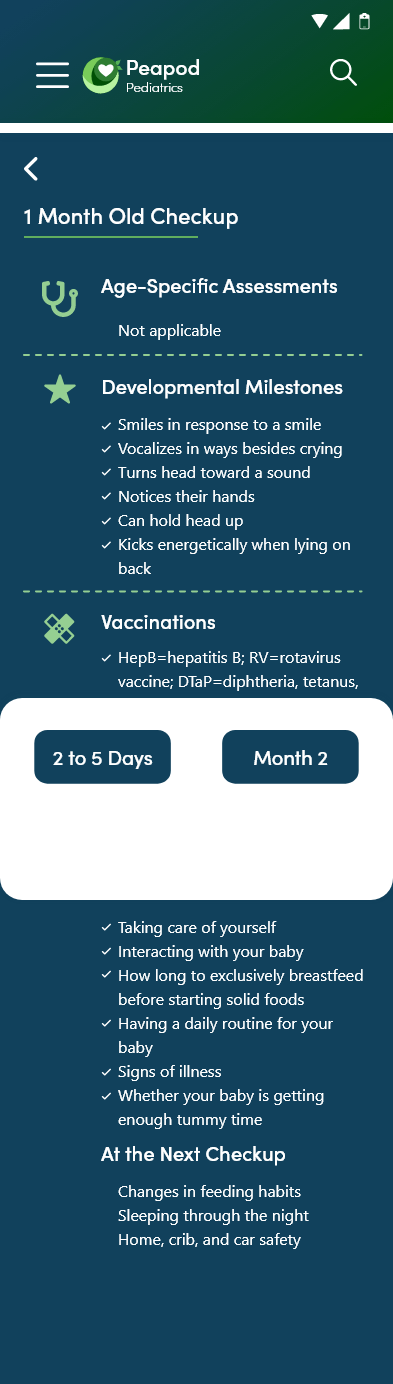 Peapod
Pediatrics
1 Month Old Checkup
Age-Specific Assessments
Not applicable
Developmental Milestones
Smiles in response to a smile
Vocalizes in ways besides crying
Turns head toward a sound
Notices their hands
Can hold head up
Kicks energetically when lying on
back
Vaccinations
HepB=hepatitis B; RV=rotavirus
vaccine; DTaP=diphtheria, tetanus,
2 to 5 Days
Month 2
Taking care of yourself
Interacting with your baby
How long to exclusively breastfeed
before starting solid foods
Having a daily routine for your
baby
Signs of illness
Whether your baby is getting
enough tummy time
At the Next Checkup
Changes in feeding habits
Sleeping through the night
Home, crib, and car safety